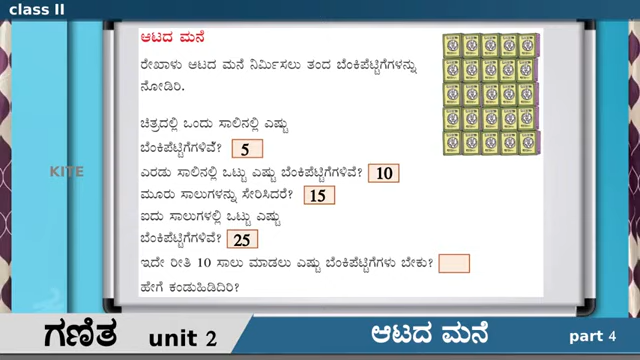 class II
ಆಟದ ಮನೆ
ರೇಖಾಳು ಆಟದ ಮನೆ ನಿರ್ಮಿಸಲು ತಂದ ಬೆಂಕಿಪೆಟ್ಟಿಗೆಗಳನ್ನು
ನೋಡಿರಿ.
ಚಿತ್ರದಲ್ಲಿ ಒಂದು ಸಾಲಿನಲ್ಲಿ ಎಷ್ಟು
ಬೆಂಕಿಪೆಟ್ಟಿಗೆಗಳಿವೆ? 5
ಎರಡು ಸಾಲಿನಲ್ಲಿ ಒಟ್ಟು ಎಷ್ಟು ಬೆಂಕಿಪೆಟ್ಟಿಗೆಗಳಿವೆ? 10
ಮೂರು ಸಾಲುಗಳನ್ನು ಸೇರಿಸಿದರೆ? 15
ಐದು ಸಾಲುಗಳಲ್ಲಿ ಒಟ್ಟು ಎಷ್ಟು
ಬೆಂಕಿಪೆಟ್ಟಿಗೆಗಳಿವೆ? 25
ಇದೇ ರೀತಿ 10 ಸಾಲು ಮಾಡಲು ಎಷ್ಟು ಬೆಂಕಿಪೆಟ್ಟಿಗೆಗಳು ಬೇಕು?
ಹೇಗೆ ಕಂಡುಹಿಡಿದಿರಿ?
KITE
ಗಣಿತ unit 2 ಆಟದ ಮನೆ part 4